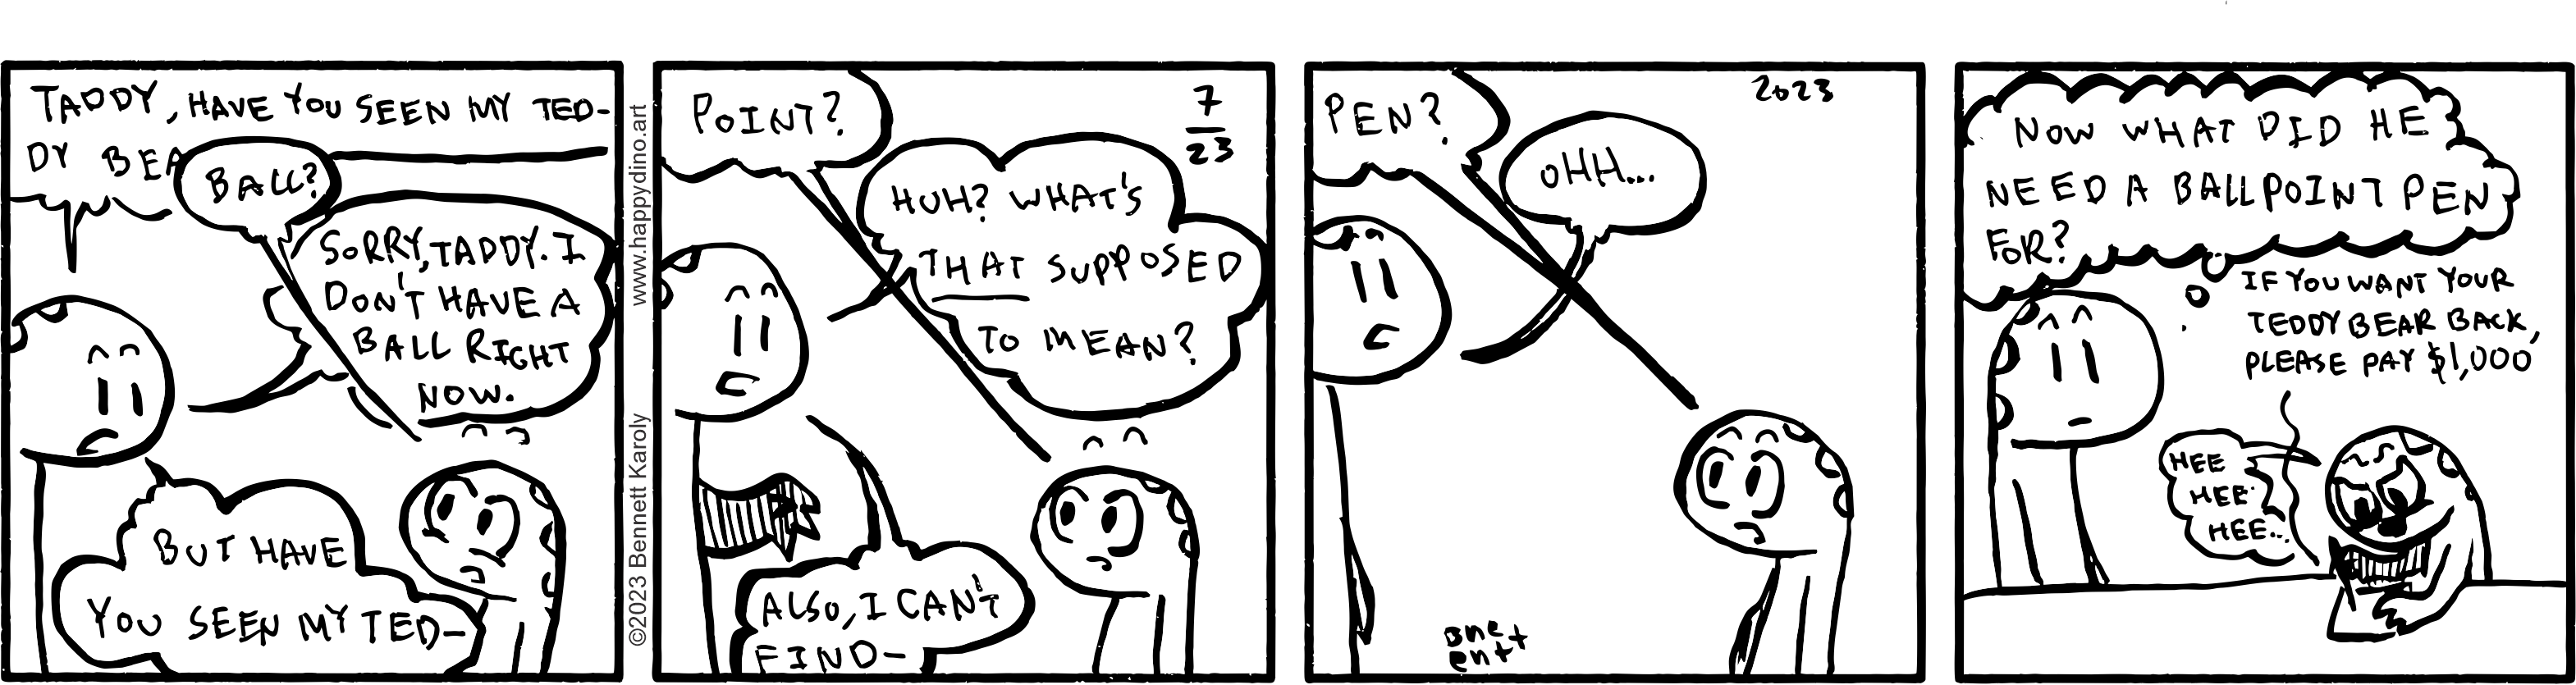 TADDY, HAVE YOU SEEN MY TED-
DY BEA
BALL?
SORRY, TADDY. I
DON'T HAVE A
BALL RIGHT
NOW.
BUT HAVE
YOU SEEN MY TED-
www.happydino.art
©2023 Bennett Karoly
POINT?
7
23
HUH? WHAT'S
THAT SUPPOSED
TO MEAN?
ALSO, I CAN'T
FIND-
PEN?
2023
OHH...
NOW WHAT DID HE
NEED A BALLPOINT PEN
FOR?
IF YOU WANT YOUR
TEDDY BEAR BACK,
PLEASE PAY $1,000
HEE
HEE
HEE...